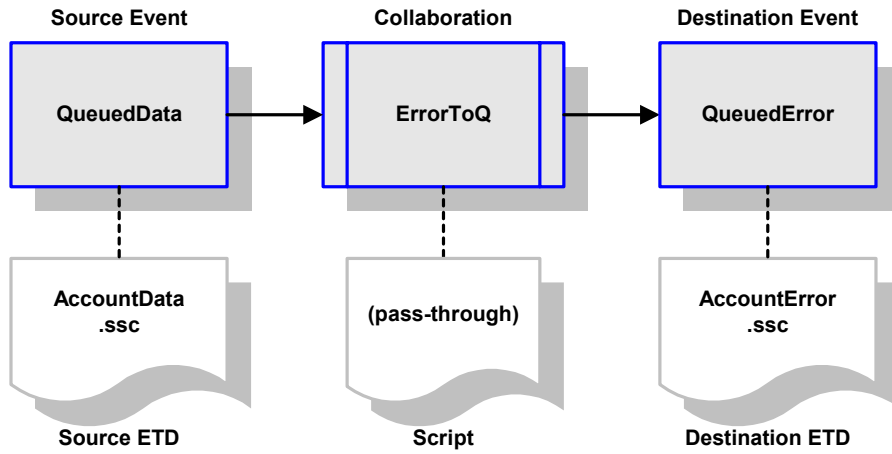 Source Event
Collaboration
Destination Event
QueuedData
ErrorToQ
QueuedError
AccountData
.ssc
(pass-through)
AccountError
.ssc
Source ETD
Script
Destination ETD